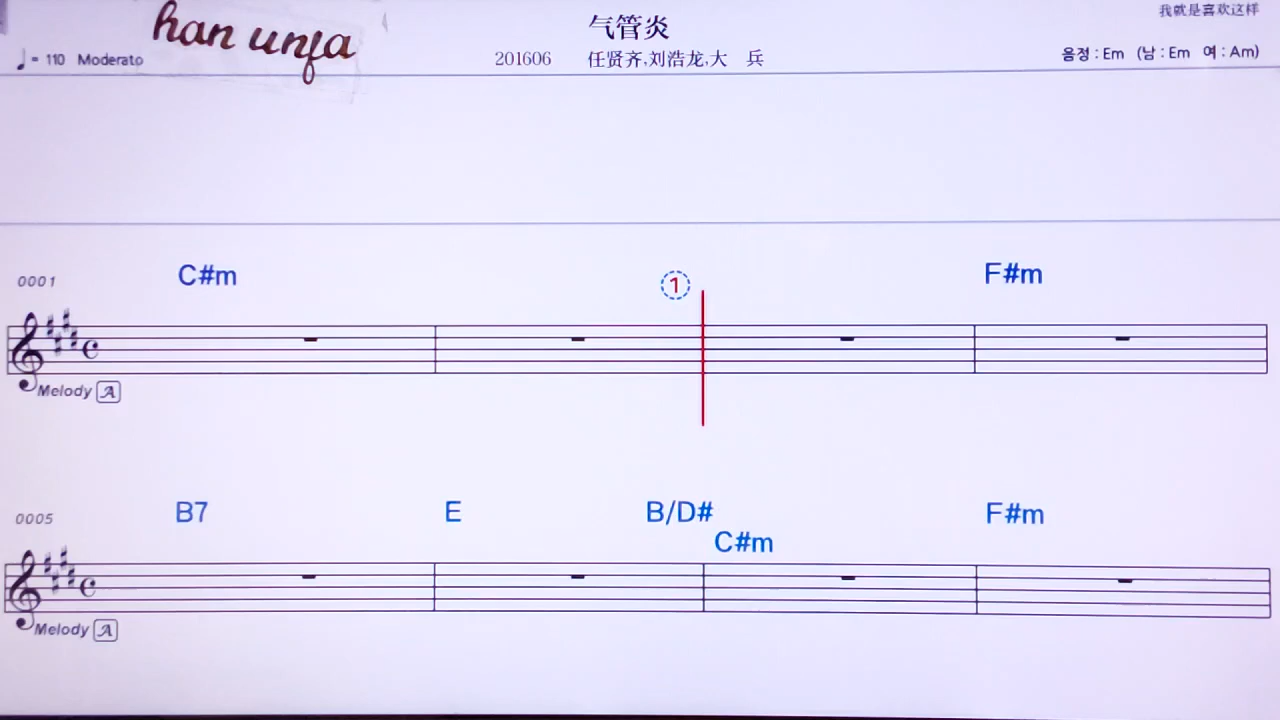 han unja
气管炎
我就是喜欢这样
♩= 110 Moderato
201606 任贤齐,刘浩龙,大 兵
음정 : Em (남 : Em 여 : Am)
0001 C#m ① F#m
Melody A
0005 B7 E B/D# C#m F#m
Melody A